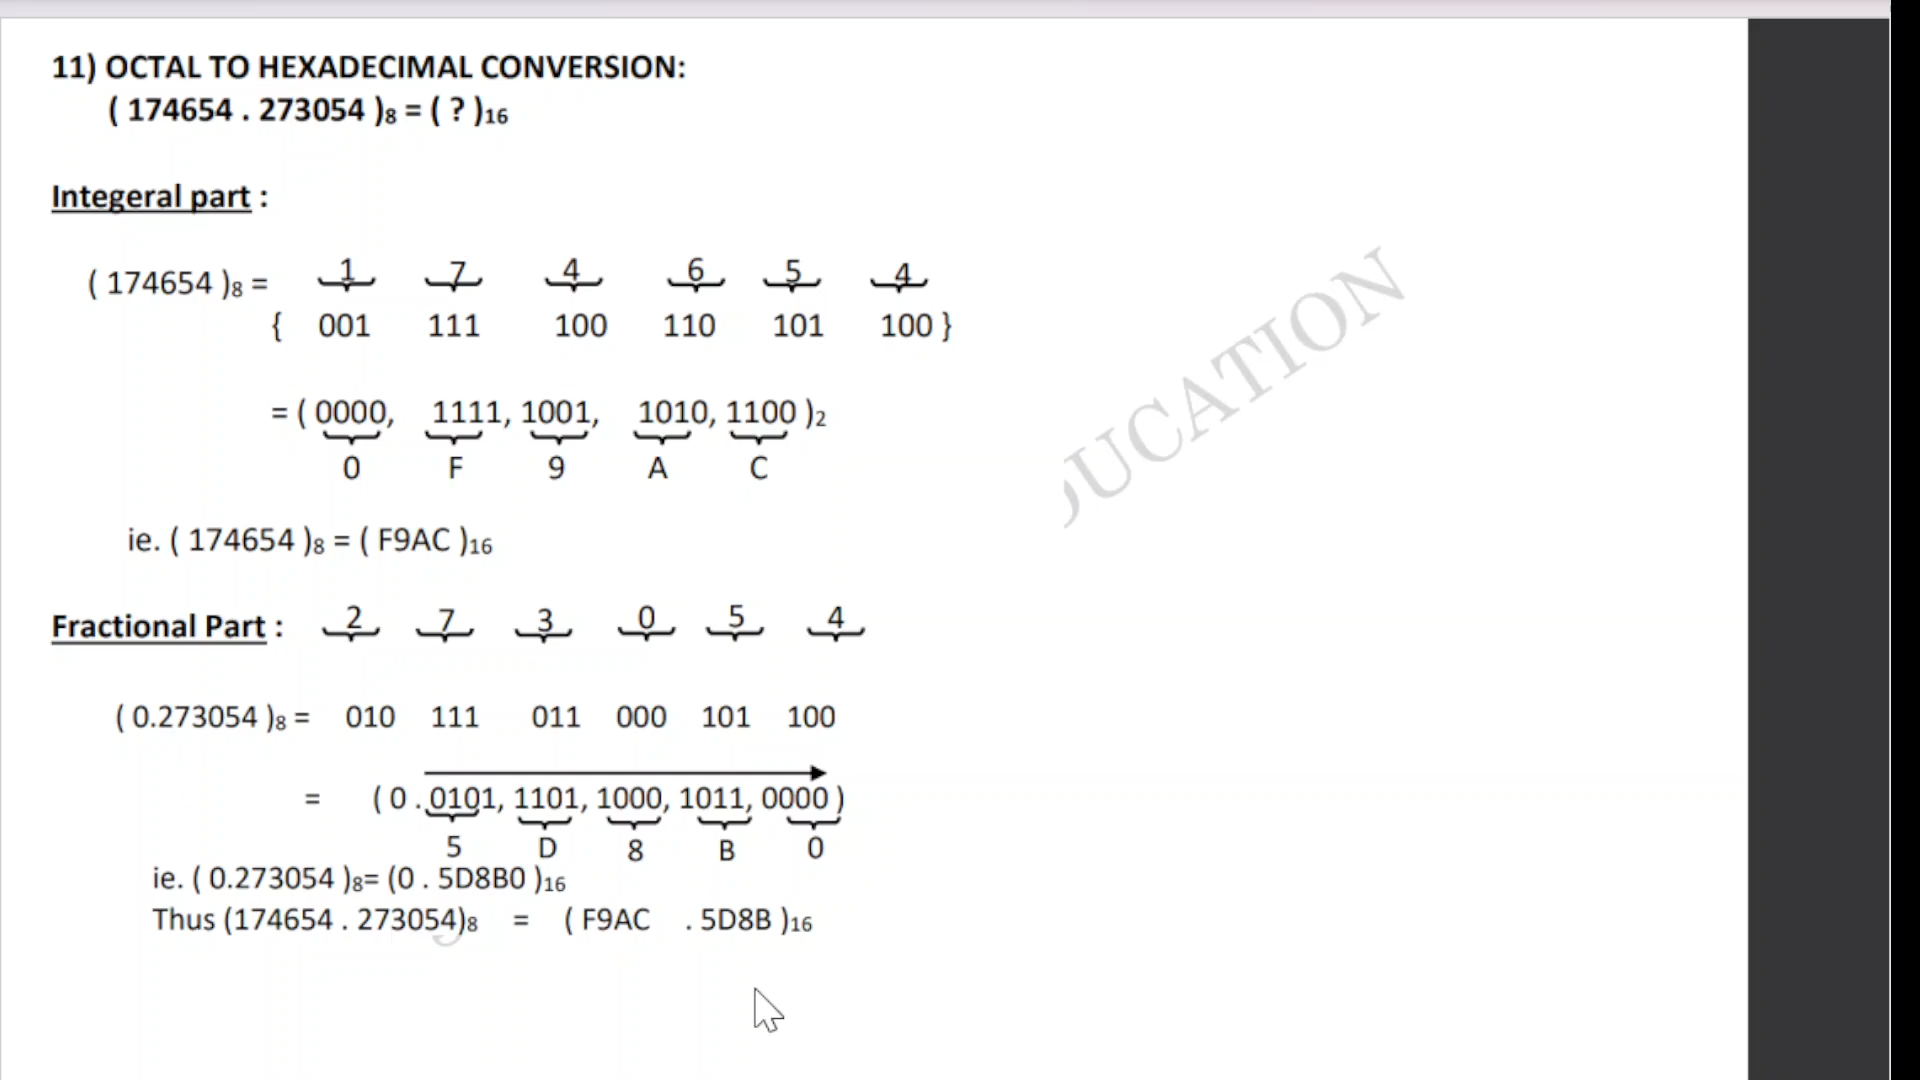 11) OCTAL TO HEXADECIMAL CONVERSION:
( 174654 . 273054 )8 = ( ? )16
Integeral part :
( 174654 )8 = 1 7 4 6 5 4
{ 001 111 100 110 101 100 }
= ( 0000, 1111, 1001, 1010, 1100 )2
0 F 9 A C
ie. ( 174654 )8 = ( F9AC )16
Fractional Part : 2 7 3 0 5 4
( 0.273054 )8 = 010 111 011 000 101 100
= ( 0 . 0101, 1101, 1000, 1011, 0000 )
5 D 8 B 0
ie. ( 0.273054 )8= (0 . 5D8B0 )16
Thus (174654 . 273054)8 = ( F9AC . 5D8B )16